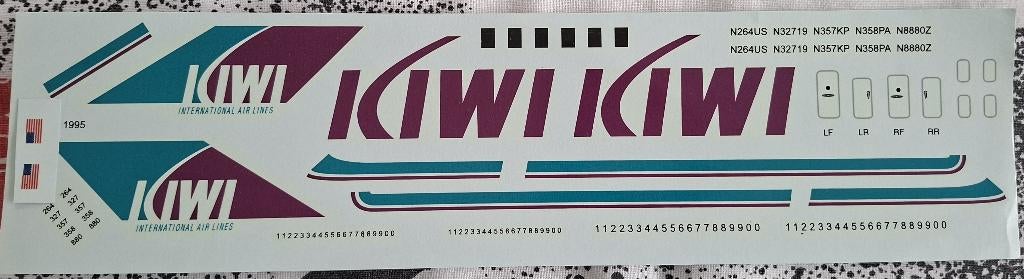 N264US N32719 N357KP N358PA N8880Z
N264US N32719 N357KP N358PA N8880Z
KIWI
INTERNATIONAL AIR LINES
KIWI KIWI
LF LR RF RR
1995
KIWI
INTERNATIONAL AIR LINES
264 264
327 327
357 357
358 358
880 880
11223344556677889900
11223344556677889900
11223344556677889900
11223344556677889900